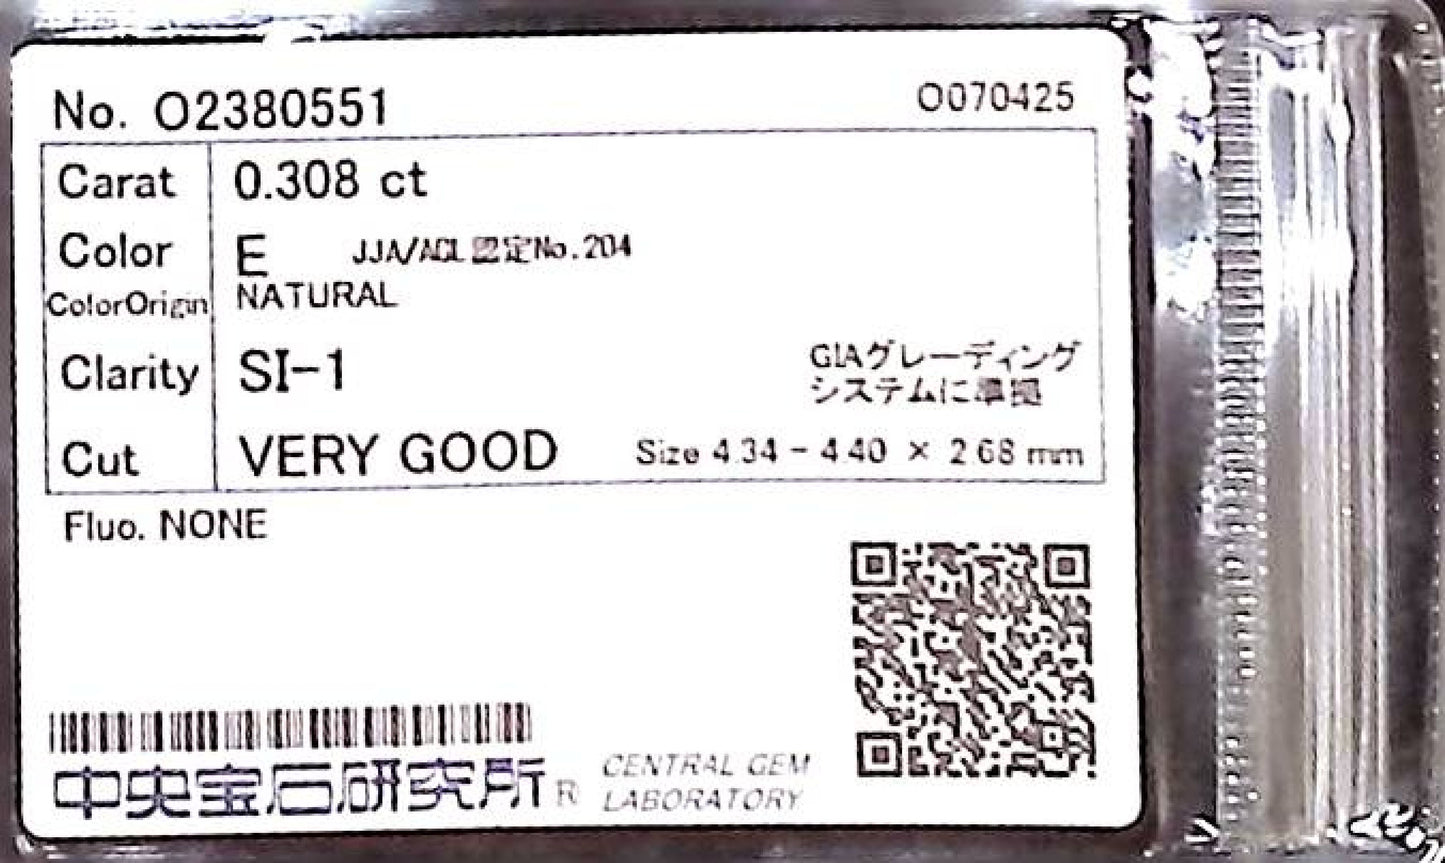 No. O2380551 O070425
Carat 0.308 ct
Color E JJA/AGL認定No.204
ColorOrigin NATURAL
Clarity SI-1 GIAグレーディング
システムに準拠
Cut VERY GOOD Size 4.34 - 4.40 × 2.68 mm
Fluo. NONE
中央宝石研究所® CENTRAL GEM
LABORATORY